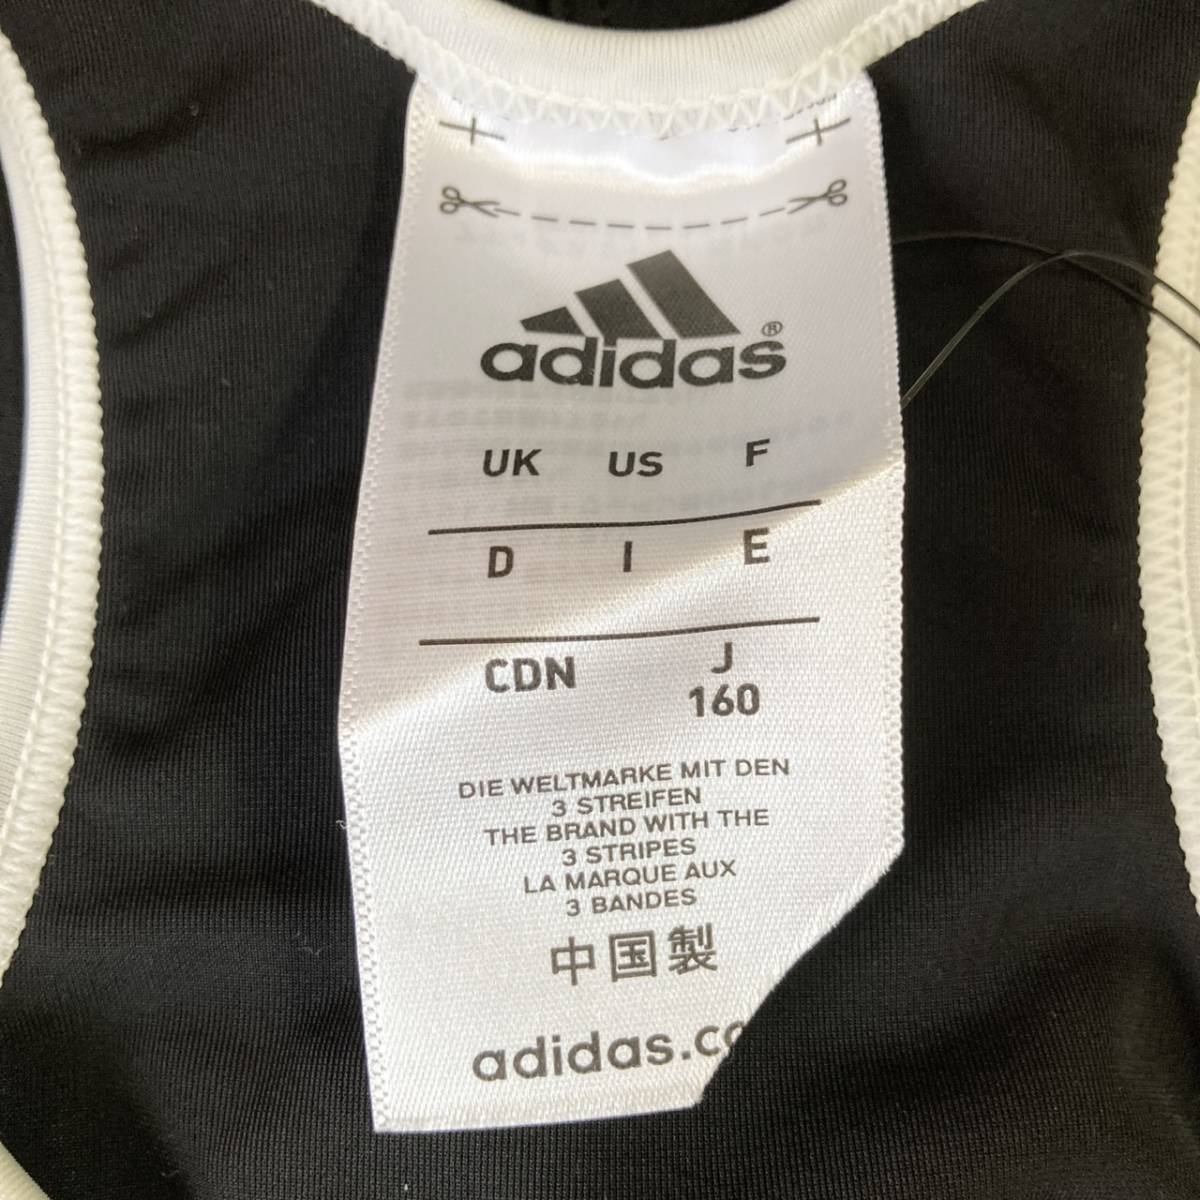 adidas®
UK US F
D I E
CDN J
160
DIE WELTMARKE MIT DEN
3 STREIFEN
THE BRAND WITH THE
3 STRIPES
LA MARQUE AUX
3 BANDES
中国製
adidas.co